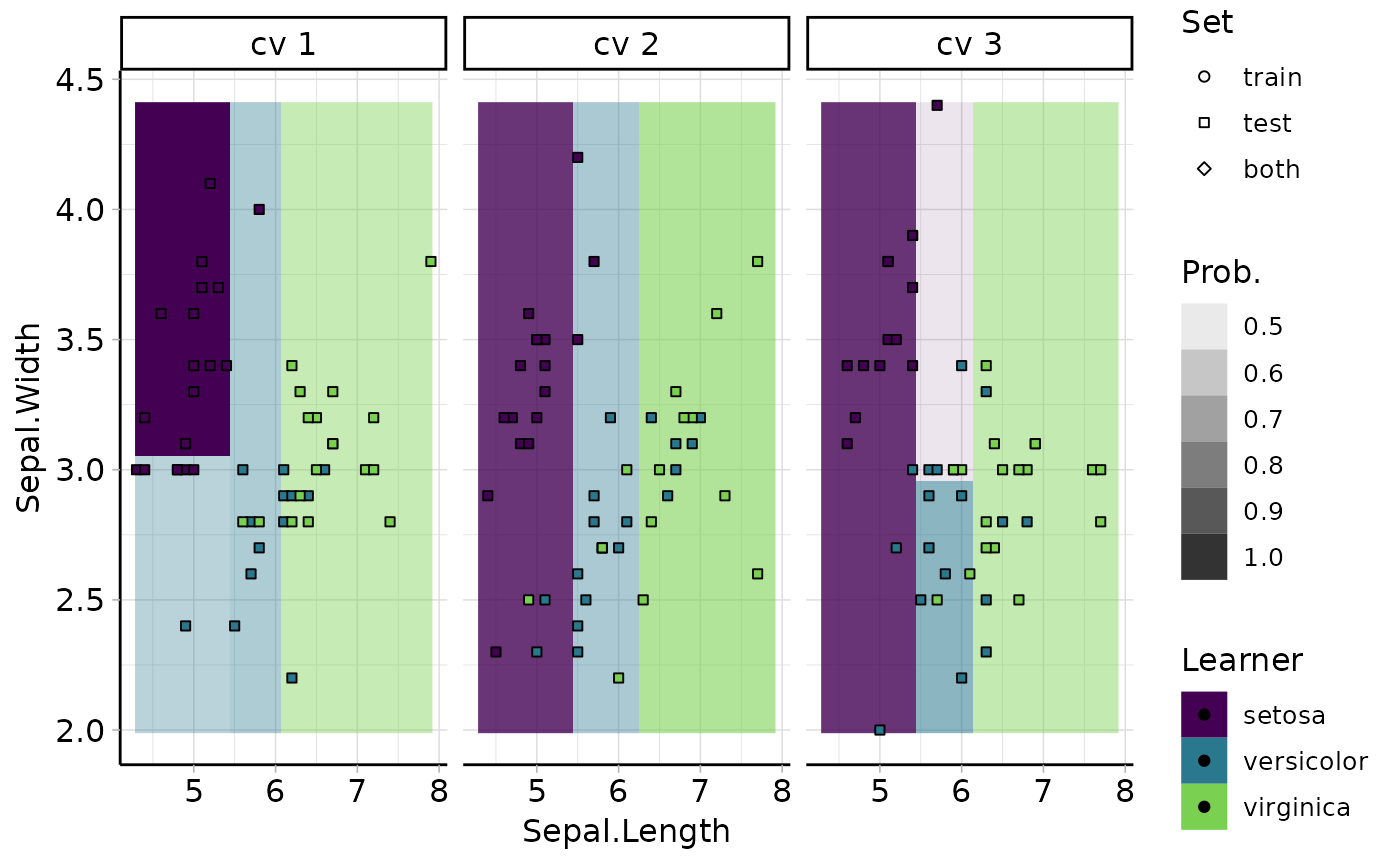 cv 1
cv 2
cv 3
Sepal.Width
4.5
4.0
3.5
3.0
2.5
2.0
5 6 7 8
5 6 7 8
5 6 7 8
Sepal.Length
Set
train
test
both
Prob.
0.5
0.6
0.7
0.8
0.9
1.0
Learner
setosa
versicolor
virginica